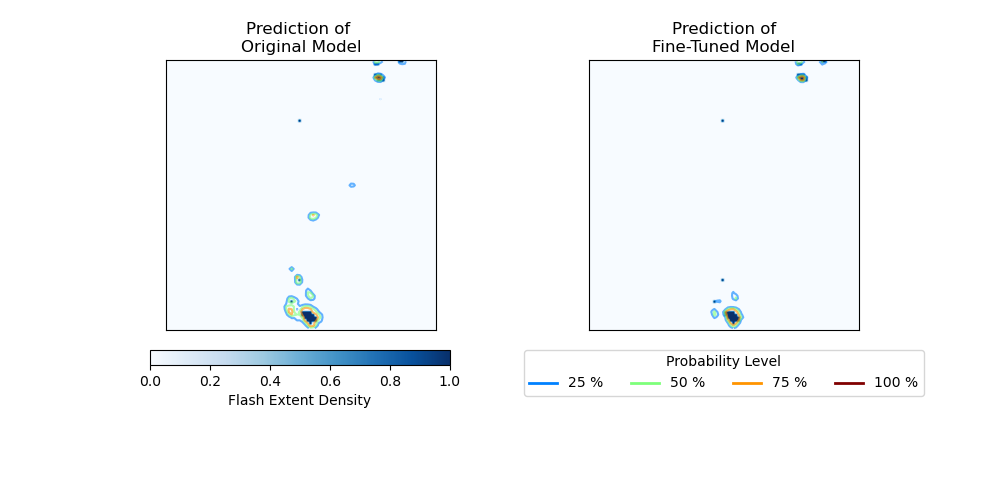 Prediction of
Original Model
Prediction of
Fine-Tuned Model
0.0 0.2 0.4 0.6 0.8 1.0
Flash Extent Density
Probability Level
25 % 50 % 75 % 100 %